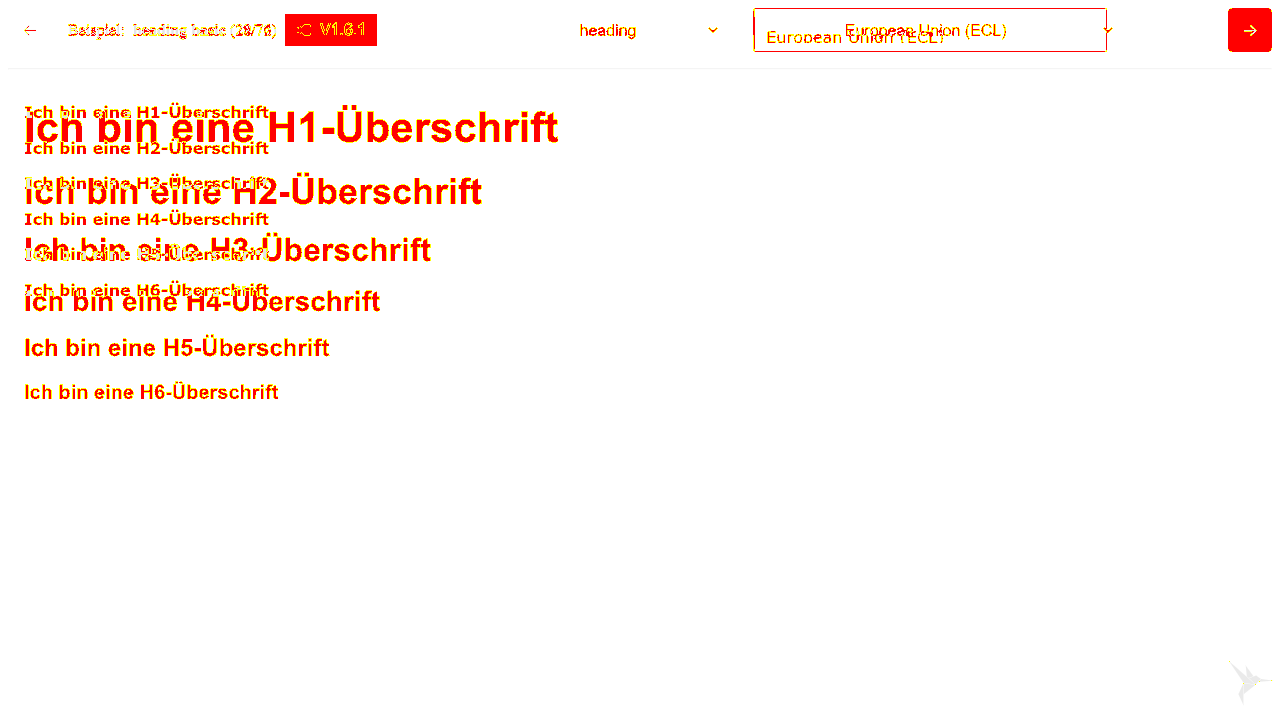 Beispiel: heading basic (28/76) V1.6.1 heading European Union (ECL)
European Union (ECL)
Ich bin eine H1-Überschrift
Ich bin eine H1-Überschrift
Ich bin eine H2-Überschrift
Ich bin eine H3-Überschrift
Ich bin eine H2-Überschrift
Ich bin eine H4-Überschrift
Ich bin eine H3-Überschrift
Ich bin eine H5-Überschrift
Ich bin eine H6-Überschrift
Ich bin eine H4-Überschrift
Ich bin eine H5-Überschrift
Ich bin eine H6-Überschrift